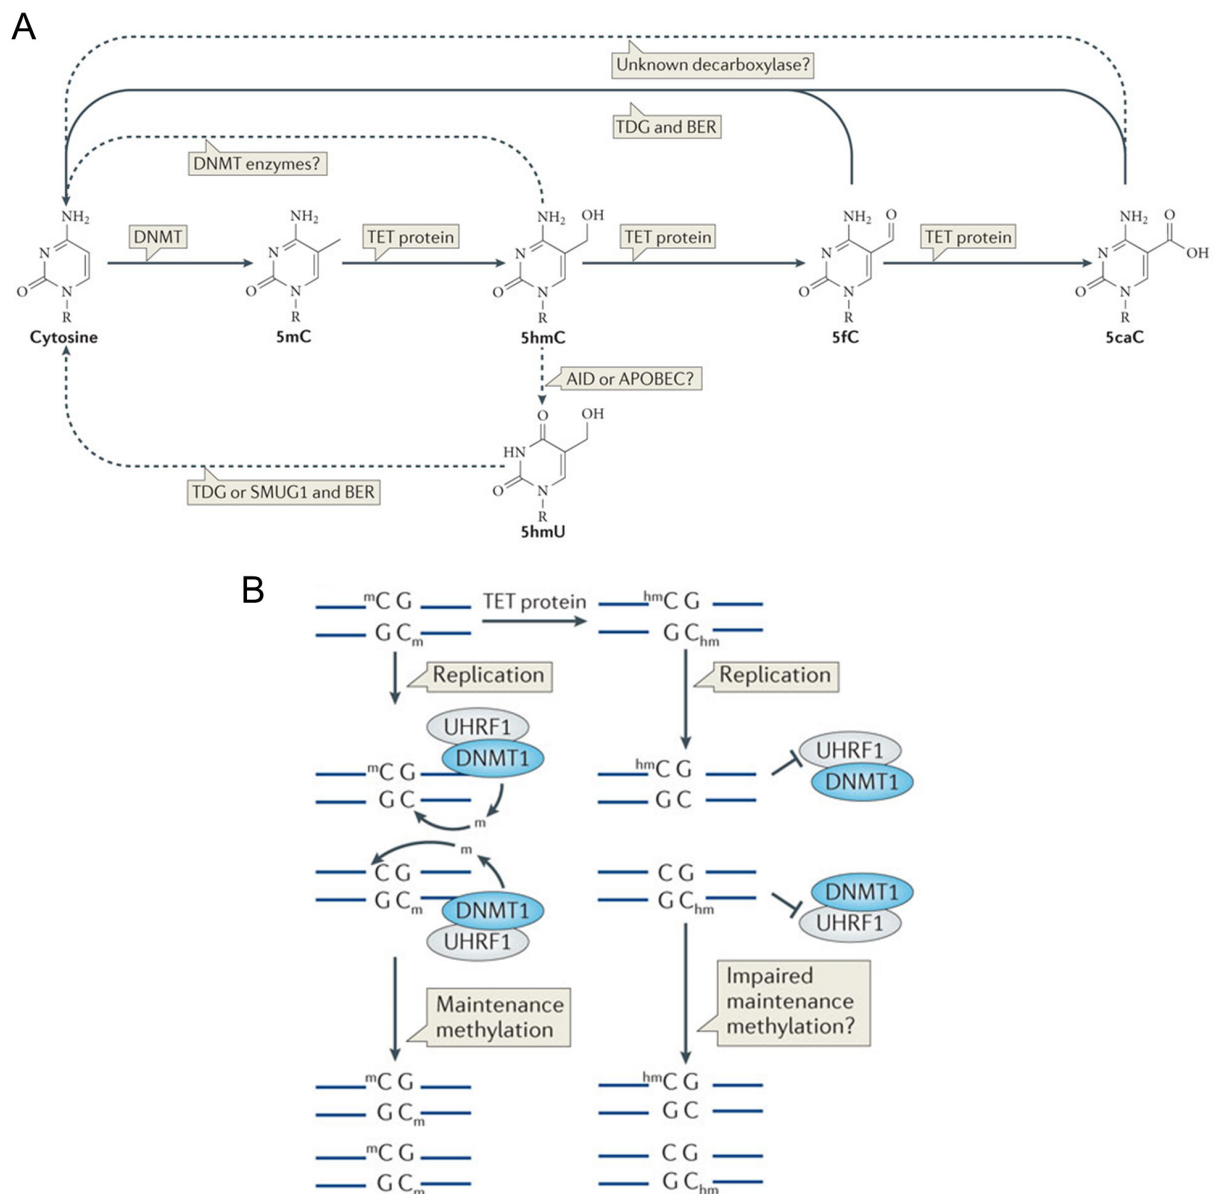 A
Unknown decarboxylase?
TDG and BER
DNMT enzymes?
NH2
N
O
N
R
Cytosine
DNMT
NH2
N
O
N
R
5mC
TET protein
NH2
OH
N
O
N
R
5hmC
TET protein
NH2
O
N
O
N
R
5fC
TET protein
NH2
O
OH
N
O
N
R
5caC
AID or APOBEC?
O
OH
HN
O
N
R
5hmU
TDG or SMUG1 and BER
B
mC G
G Cm
TET protein
hmC G
G Chm
Replication
Replication
UHRF1
DNMT1
mC G
G C
m
UHRF1
DNMT1
hmC G
G C
m
C G
G Cm
DNMT1
UHRF1
C G
G Chm
DNMT1
UHRF1
Maintenance
methylation
Impaired
maintenance
methylation?
mC G
G Cm
mC G
G Cm
hmC G
G C
C G
G Chm